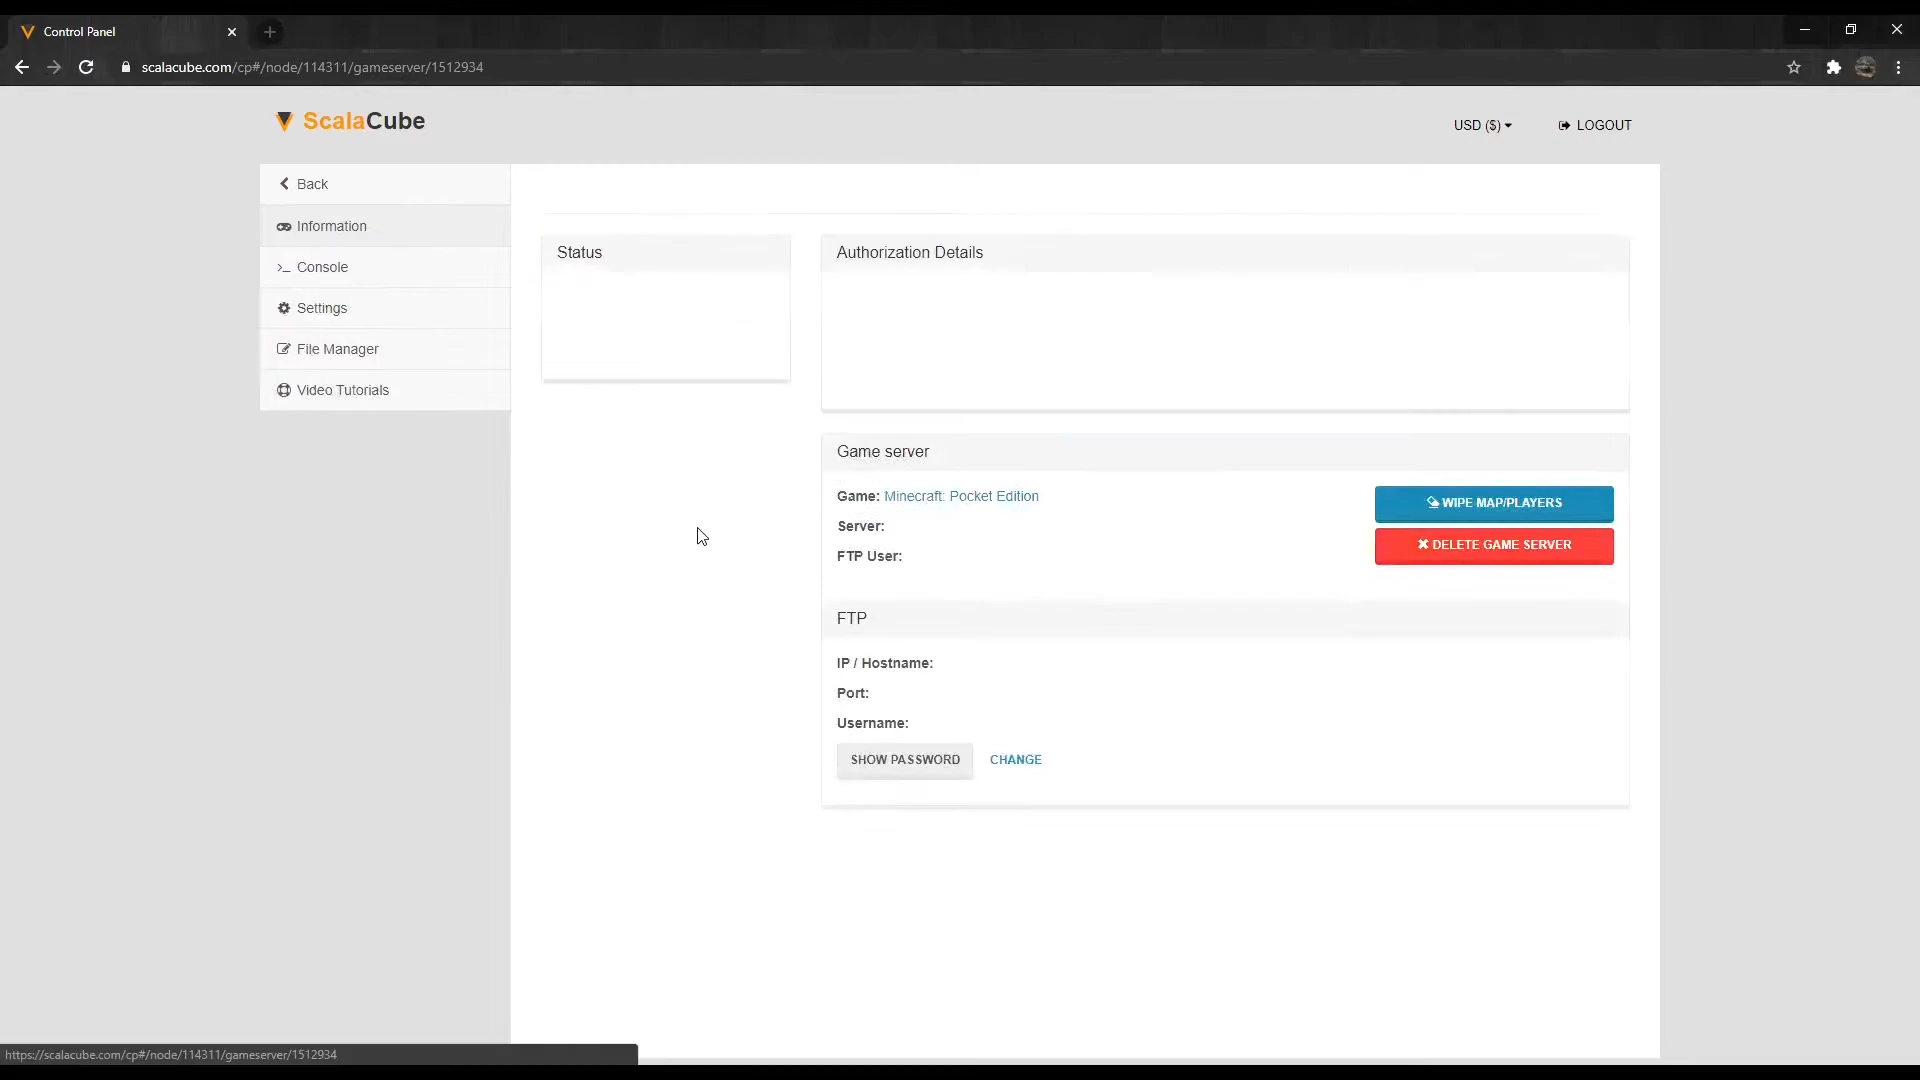 Control Panel
scalacube.com/cp#/node/114311/gameserver/1512934
ScalaCube
USD ($)
LOGOUT
Back
Information
Console
Settings
File Manager
Video Tutorials
Status
Authorization Details
Game server
Game: Minecraft: Pocket Edition
Server:
FTP User:
WIPE MAP/PLAYERS
DELETE GAME SERVER
FTP
IP / Hostname:
Port:
Username:
SHOW PASSWORD
CHANGE
https://scalacube.com/cp#/node/114311/gameserver/1512934